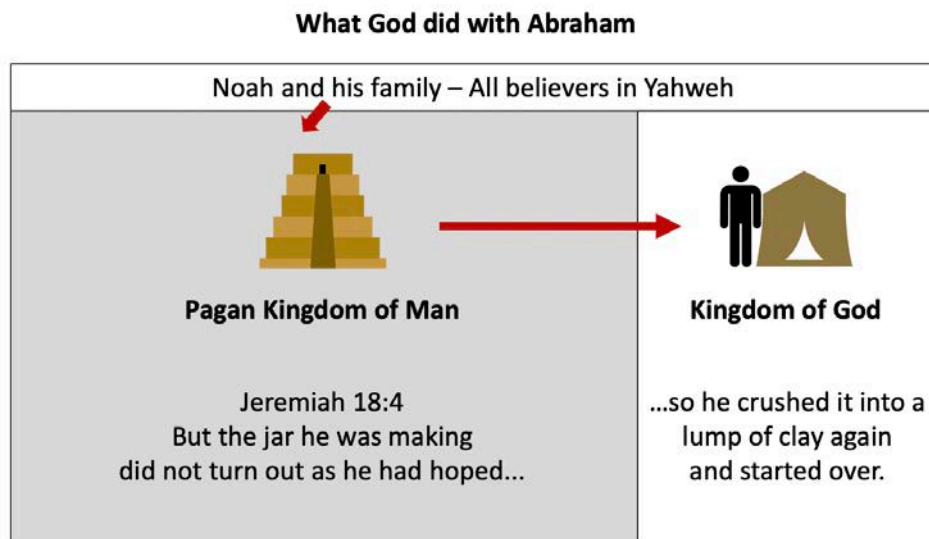 What God did with Abraham
Noah and his family – All believers in Yahweh
Pagan Kingdom of Man
Kingdom of God
Jeremiah 18:4
But the jar he was making
did not turn out as he had hoped...
...so he crushed it into a
lump of clay again
and started over.